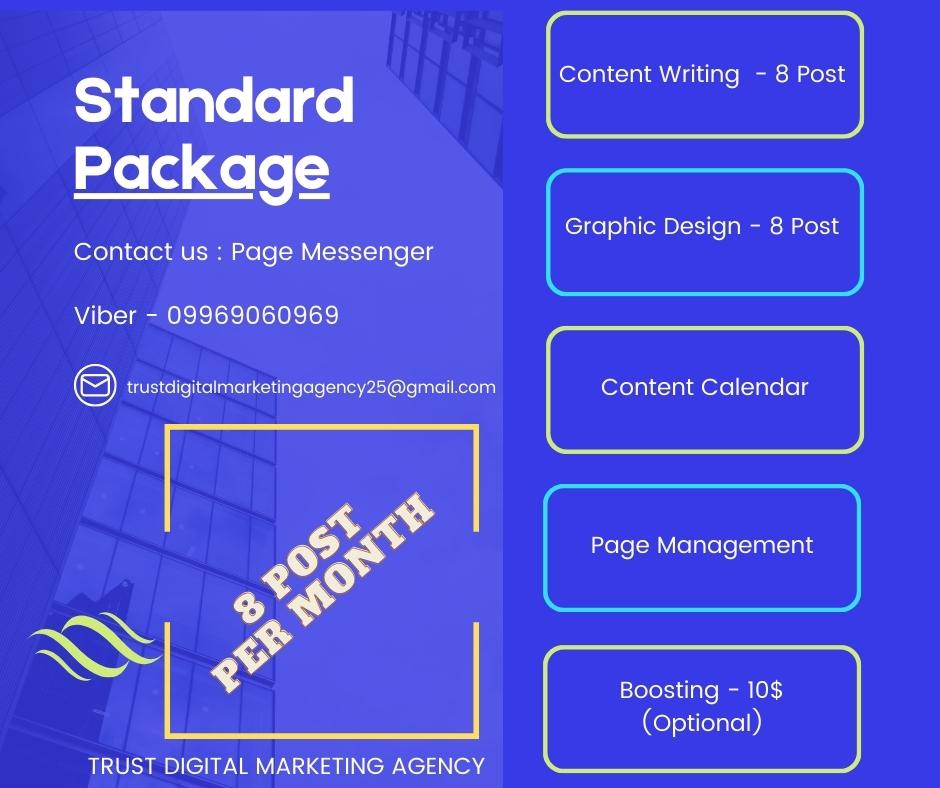 Standard
Package
Contact us : Page Messenger
Viber - 09969060969
trustdigitalmarketingagency25@gmail.com
8 POST
PER MONTH
TRUST DIGITAL MARKETING AGENCY
Content Writing - 8 Post
Graphic Design - 8 Post
Content Calendar
Page Management
Boosting - 10$
(Optional)